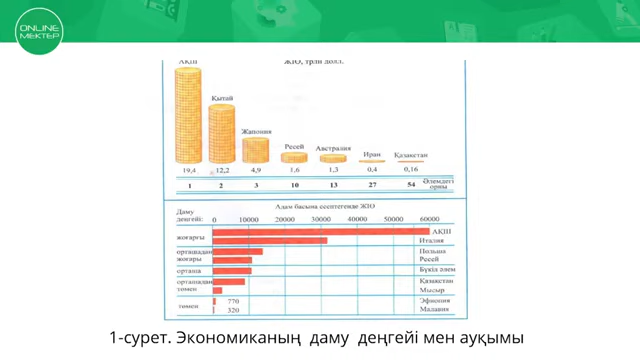 ONLINE
МЕКТЕП
АҚШ ЖІӨ, трлн долл.
Қытай
Жапония
Ресей Австралия Иран Қазақстан
19,4 12,2 4,9 1,6 1,3 0,4 0,16
1 2 3 10 13 27 54 Әлемдегі орны
Адам басына есептегенде ЖІӨ
Даму деңгейі: 0 10000 20000 30000 40000 50000 60000
жоғарғы АҚШ
Италия
орташадан жоғары Польша
Ресей
орташа Бүкіл әлем
орташадан төмен Қазақстан
Мысыр
төмен 770 Эфиопия
320 Малавия
1-сурет. Экономиканың даму деңгейі мен ауқымы